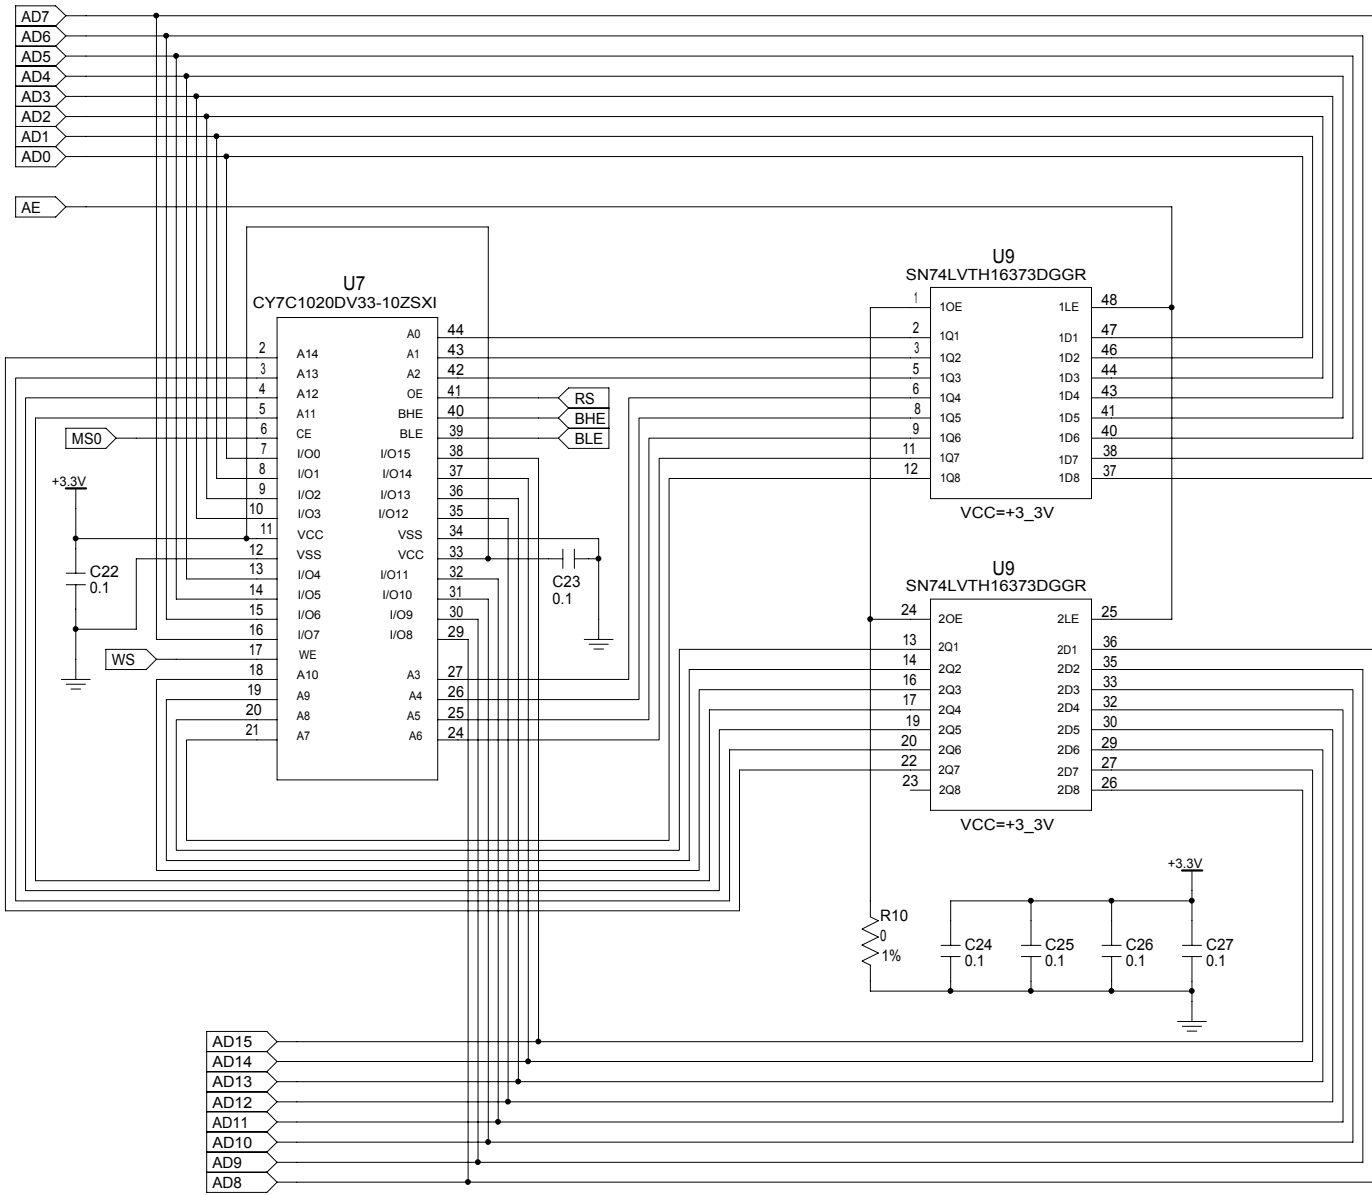 AD7
AD6
AD5
AD4
AD3
AD2
AD1
AD0
AE
U7
CY7C1020DV33-10ZSXI
2 A14
3 A13
4 A12
5 A11
MS0 6 CE
7 I/O0
8 I/O1
9 I/O2
10 I/O3
11 VCC
12 VSS
13 I/O4
14 I/O5
15 I/O6
16 I/O7
WS 17 WE
18 A10
19 A9
20 A8
21 A7
A0 44
A1 43
A2 42
OE 41 RS
BHE 40 BHE
BLE 39 BLE
I/O15 38
I/O14 37
I/O13 36
I/O12 35
VSS 34
VCC 33
I/O11 32
I/O10 31
I/O9 30
I/O8 29
A3 27
A4 26
A5 25
A6 24
+3.3V
C22
0.1
C23
0.1
U9
SN74LVTH16373DGGR
1 1OE 1LE 48
2 1Q1 1D1 47
3 1Q2 1D2 46
5 1Q3 1D3 44
6 1Q4 1D4 43
8 1Q5 1D5 41
9 1Q6 1D6 40
11 1Q7 1D7 38
12 1Q8 1D8 37
VCC=+3_3V
U9
SN74LVTH16373DGGR
24 2OE 2LE 25
13 2Q1 2D1 36
14 2Q2 2D2 35
16 2Q3 2D3 33
17 2Q4 2D4 32
19 2Q5 2D5 30
20 2Q6 2D6 29
22 2Q7 2D7 27
23 2Q8 2D8 26
VCC=+3_3V
+3.3V
R10
0
1%
C24
0.1
C25
0.1
C26
0.1
C27
0.1
AD15
AD14
AD13
AD12
AD11
AD10
AD9
AD8